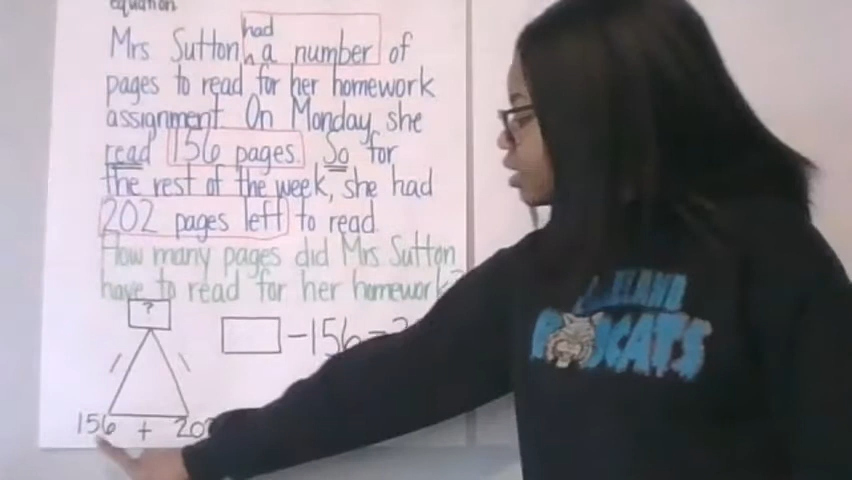 equation.
Mrs Sutton had a number of
pages to read for her homework
assignment. On Monday, she
read 156 pages. So for
the rest of the week, she had
202 pages left to read.
How many pages did Mrs Sutton
have to read for her homework?
?
-156=
156 + 20
BOBCATS